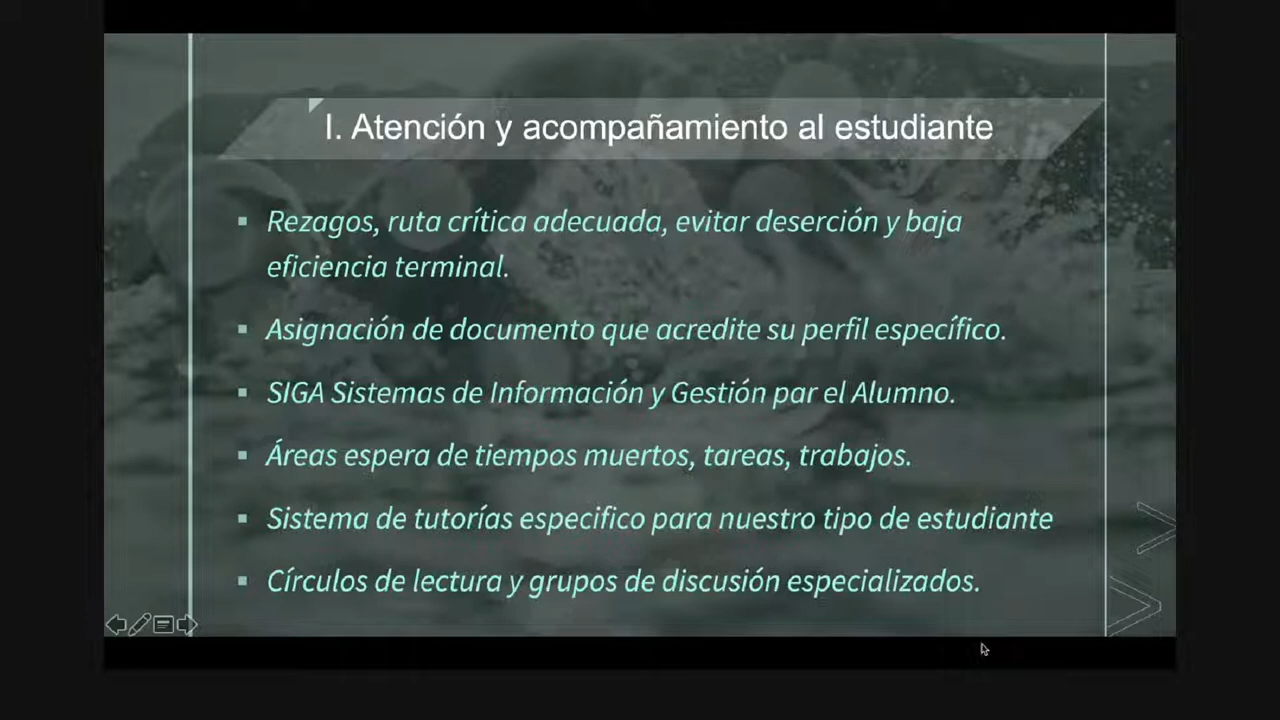 I. Atención y acompañamiento al estudiante
Rezagos, ruta crítica adecuada, evitar deserción y baja
eficiencia terminal.
Asignación de documento que acredite su perfil específico.
SIGA Sistemas de Información y Gestión par el Alumno.
Áreas espera de tiempos muertos, tareas, trabajos.
Sistema de tutorías especifico para nuestro tipo de estudiante
Círculos de lectura y grupos de discusión especializados.